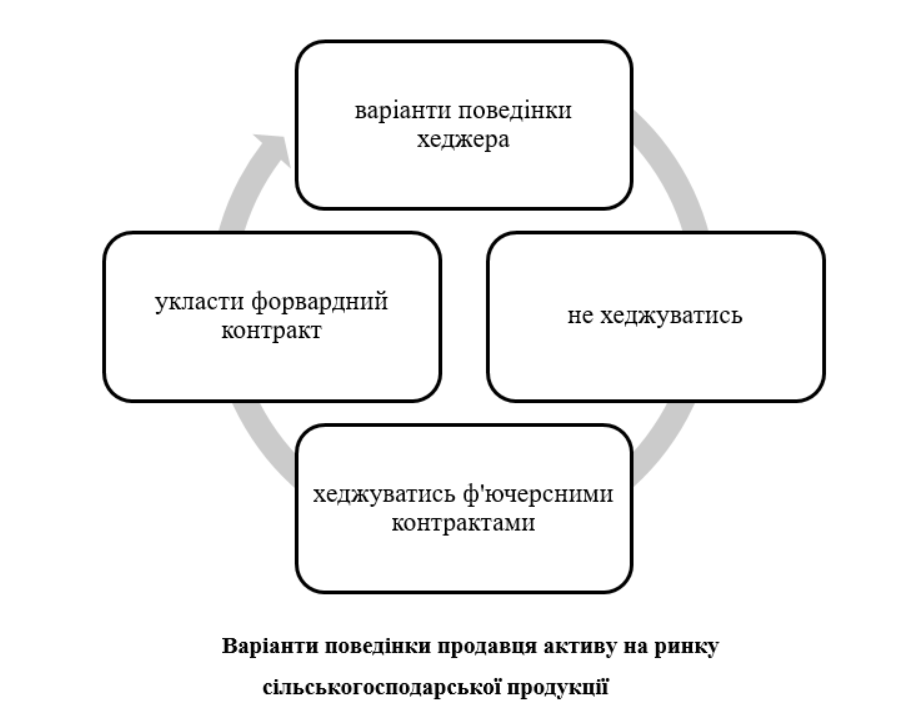 варіанти поведінки
хеджера
укласти форвардний
контракт
не хеджуватись
хеджуватись ф'ючерсними
контрактами
Варіанти поведінки продавця активу на ринку
сільськогосподарської продукції